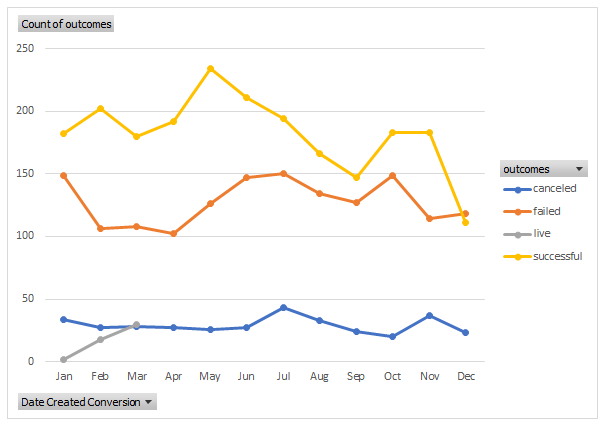 Count of outcomes
250
200
150
100
50
0
Jan Feb Mar Apr May Jun Jul Aug Sep Oct Nov Dec
outcomes
canceled
failed
live
successful
Date Created Conversion